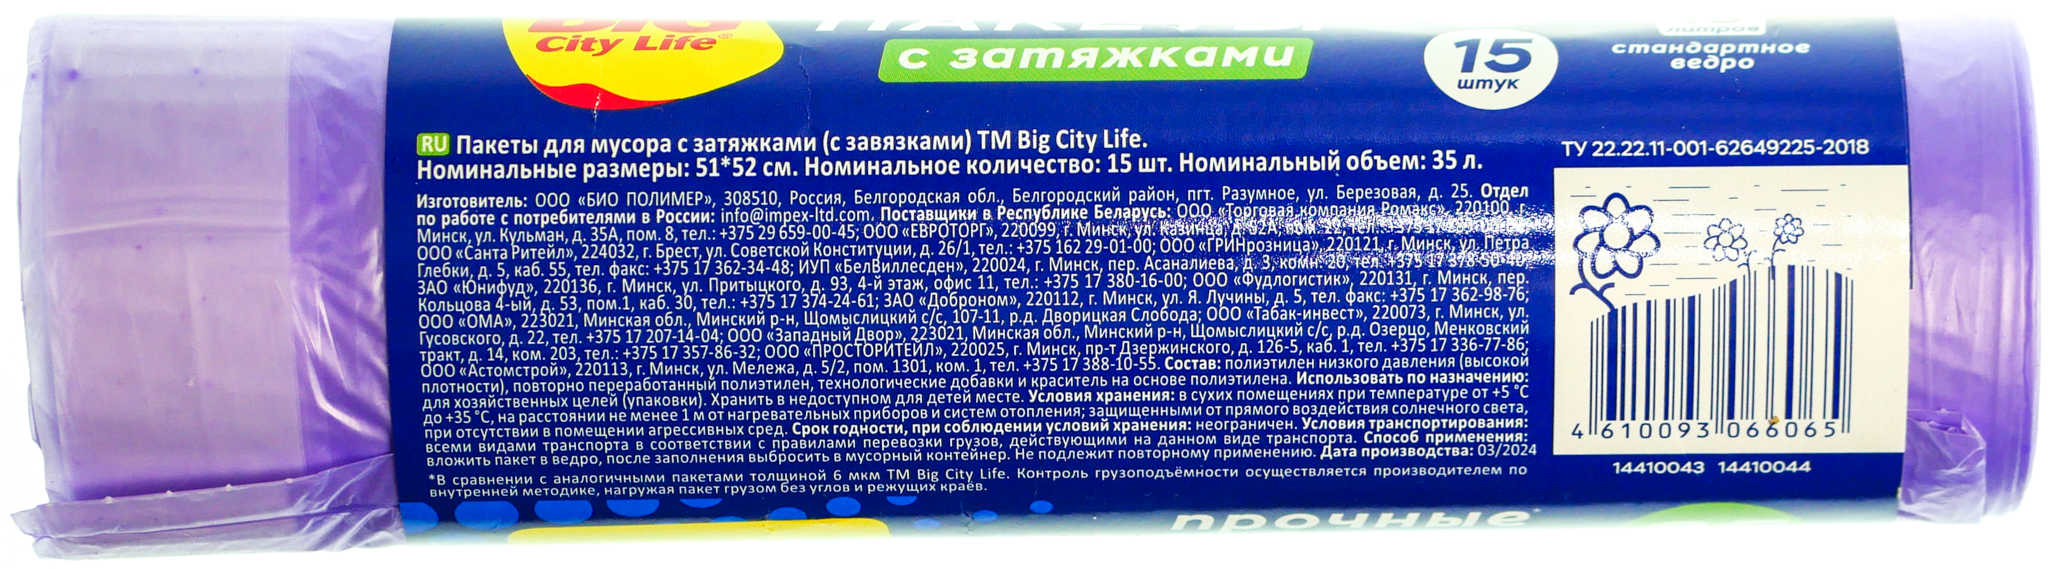 City Life®
с затяжками
15
штук
литров
стандартное
ведро
RU Пакеты для мусора с затяжками (с завязками) ТМ Big City Life.
Номинальные размеры: 51*52 см. Номинальное количество: 15 шт. Номинальный объем: 35 л.
Изготовитель: ООО «БИО ПОЛИМЕР», 308510, Россия, Белгородская обл., Белгородский район, пгт. Разумное, ул. Березовая, д. 25. Отдел
по работе с потребителями в России: info@impex-ltd.com. Поставщики в Республике Беларусь: ООО «Торговая компания Ромакс», 220100, г.
Минск, ул. Кульман, д. 35А, пом. 8, тел.: +375 29 659-00-45; ООО «ЕВРОТОРГ», 220099, г. Минск, ул. Казинца, д. 52А,
ООО «Санта Ритейл», 224032, г. Брест, ул. Советской Конституции, д. 26/1, тел.: +375 162 29-01-00; ООО «ГРИНрозница», 220121, г. Минск, ул. Петра
Глебки, д. 5, каб. 55, тел. факс: +375 17 362-34-48; ИУП «БелВиллесден», 220024, г. Минск, пер. Асаналиева, д. 3, комн. 20, тел. +375 17 378-50-40;
ЗАО «Юнифуд», 220136, г. Минск, ул. Притыцкого, д. 93, 4-й этаж, офис 11, тел.: +375 17 380-16-00; ООО «Фудлогистик», 220131, г. Минск, пер.
Кольцова 4-ый, д. 53, пом.1, каб. 30, тел.: +375 17 374-24-61; ЗАО «Доброном», 220112, г. Минск, ул. Я. Лучины, д. 5, тел. факс: +375 17 362-98-76;
ООО «ОМА», 223021, Минская обл., Минский р-н, Щомыслицкий с/с, 107-11, р.д. Дворицкая Слобода; ООО «Табак-инвест», 220073, г. Минск, ул.
Гусовского, д. 22, тел. +375 17 207-14-04; ООО «Западный Двор», 223021, Минская обл., Минский р-н, Щомыслицкий с/с, р.д. Озерцо, Менковский
тракт, д. 14, ком. 203, тел.: +375 17 357-86-32; ООО «ПРОСТОРИТЕЙЛ», 220025, г. Минск, пр-т Дзержинского, д. 126-5, каб. 1, тел. +375 17 336-77-86;
ООО «Астомстрой», 220113, г. Минск, ул. Мележа, д. 5/2, пом. 1301, ком. 1, тел. +375 17 388-10-55. Состав: полиэтилен низкого давления (высокой
плотности), повторно переработанный полиэтилен, технологические добавки и краситель на основе полиэтилена. Использовать по назначению:
для хозяйственных целей (упаковки). Хранить в недоступном для детей месте. Условия хранения: в сухих помещениях при температуре от +5 °С
до +35 °С, на расстоянии не менее 1 м от нагревательных приборов и систем отопления; защищенными от прямого воздействия солнечного света,
при отсутствии в помещении агрессивных сред. Срок годности, при соблюдении условий хранения: неограничен. Условия транспортирования:
всеми видами транспорта в соответствии с правилами перевозки грузов, действующими на данном виде транспорта. Способ применения:
вложить пакет в ведро, после заполнения выбросить в мусорный контейнер. Не подлежит повторному применению. Дата производства: 03/2024
*В сравнении с аналогичными пакетами толщиной 6 мкм ТМ Big City Life. Контроль грузоподъёмности осуществляется производителем по
внутренней методике, нагружая пакет грузом без углов и режущих краёв.
ТУ 22.22.11-001-62649225-2018
4 610093 066065
14410043 14410044
прочные*